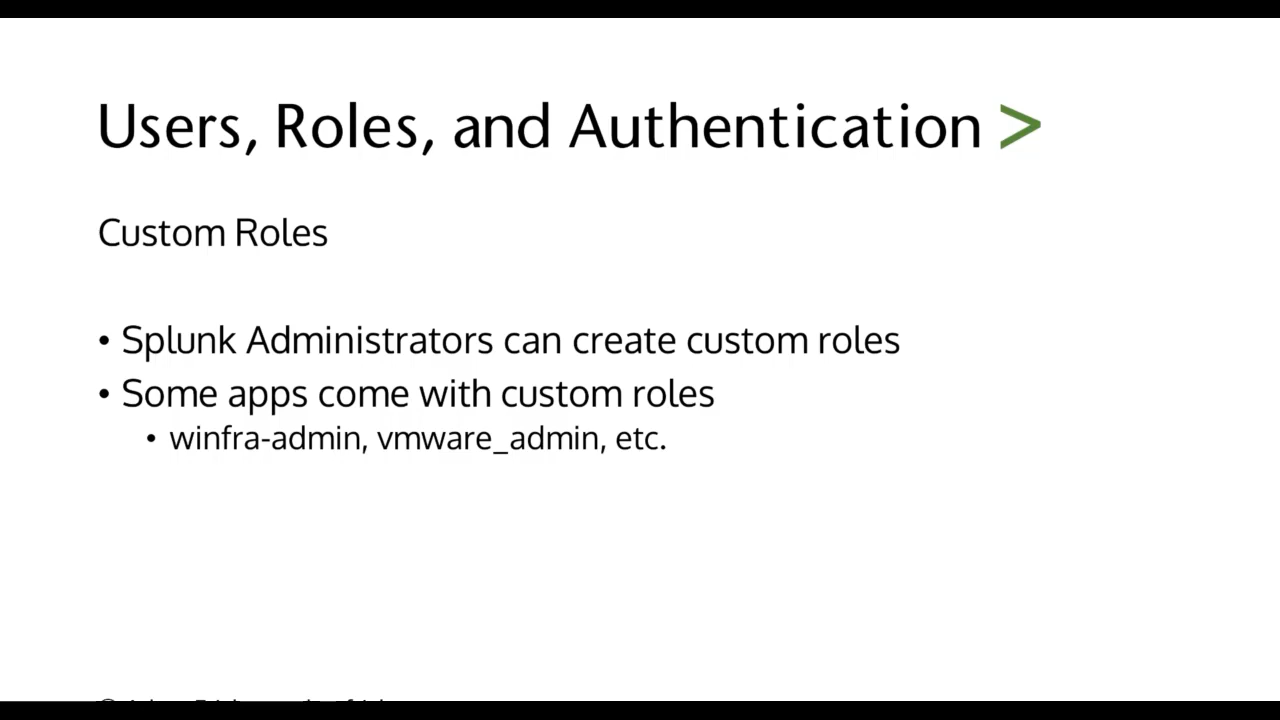 Users, Roles, and Authentication >
Custom Roles
• Splunk Administrators can create custom roles
• Some apps come with custom roles
• winfra-admin, vmware_admin, etc.